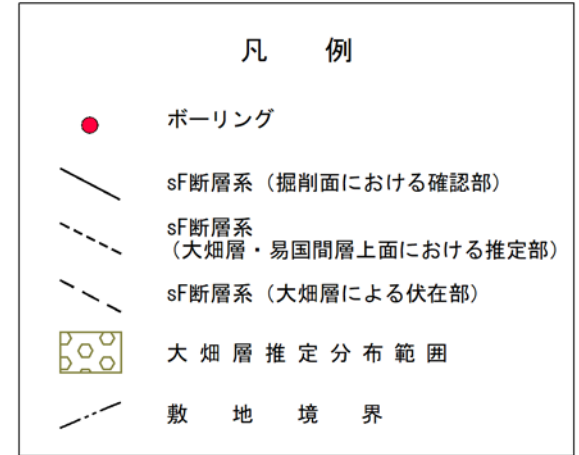 凡 例
ボーリング
sF断層系（掘削面における確認部）
sF断層系
（大畑層・易国間層上面における推定部）
sF断層系（大畑層による伏在部）
大畑層推定分布範囲
敷地境界